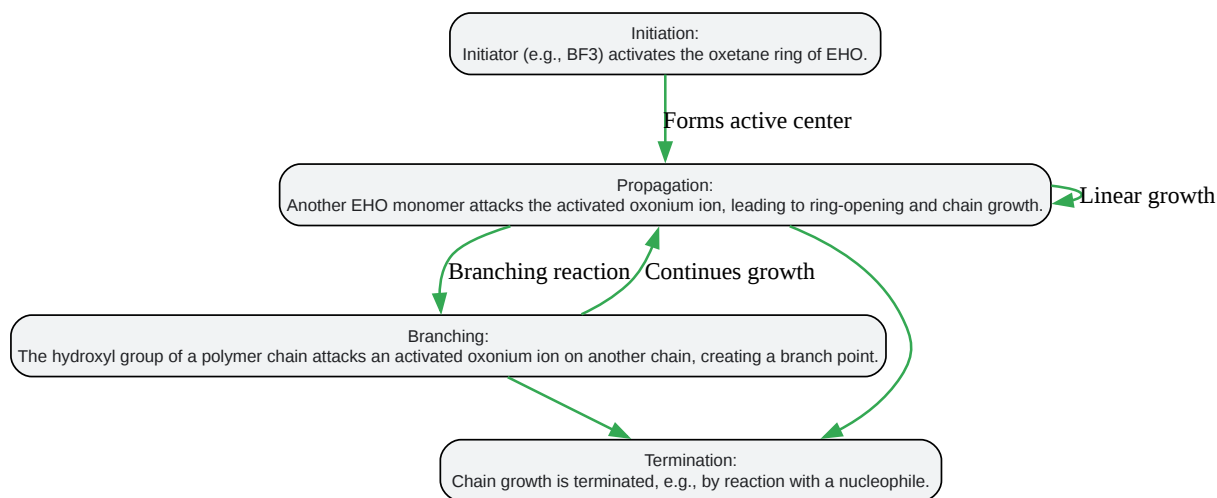 Initiation:
Initiator (e.g., BF3) activates the oxetane ring of EHO.
Forms active center
Propagation:
Another EHO monomer attacks the activated oxonium ion, leading to ring-opening and chain growth.
Linear growth
Branching reaction
Continues growth
Branching:
The hydroxyl group of a polymer chain attacks an activated oxonium ion on another chain, creating a branch point.
Termination:
Chain growth is terminated, e.g., by reaction with a nucleophile.